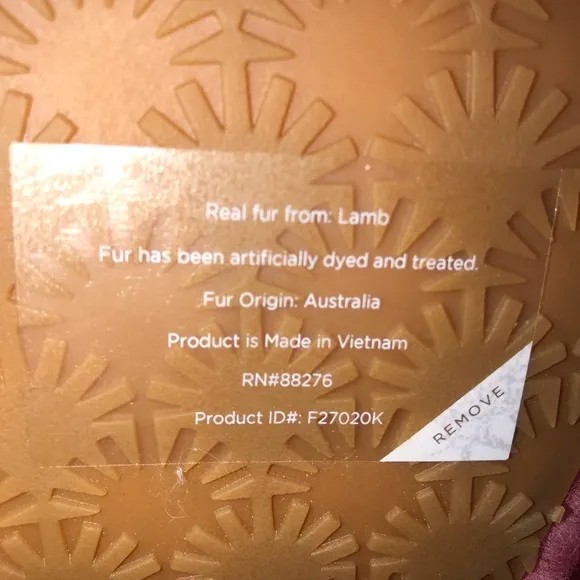 Real fur from: Lamb
Fur has been artificially dyed and treated.
Fur Origin: Australia
Product is Made in Vietnam
RN#88276
Product ID#: F27020K
REMOVE